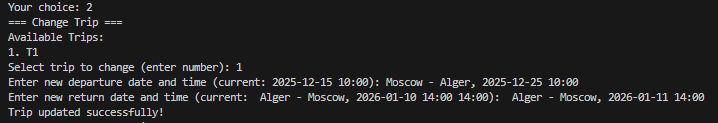 Your choice: 2
=== Change Trip ===
Available Trips:
1. T1
Select trip to change (enter number): 1
Enter new departure date and time (current: 2025-12-15 10:00): Moscow - Alger, 2025-12-25 10:00
Enter new return date and time (current:  Alger - Moscow, 2026-01-10 14:00 14:00):  Alger - Moscow, 2026-01-11 14:00
Trip updated successfully!